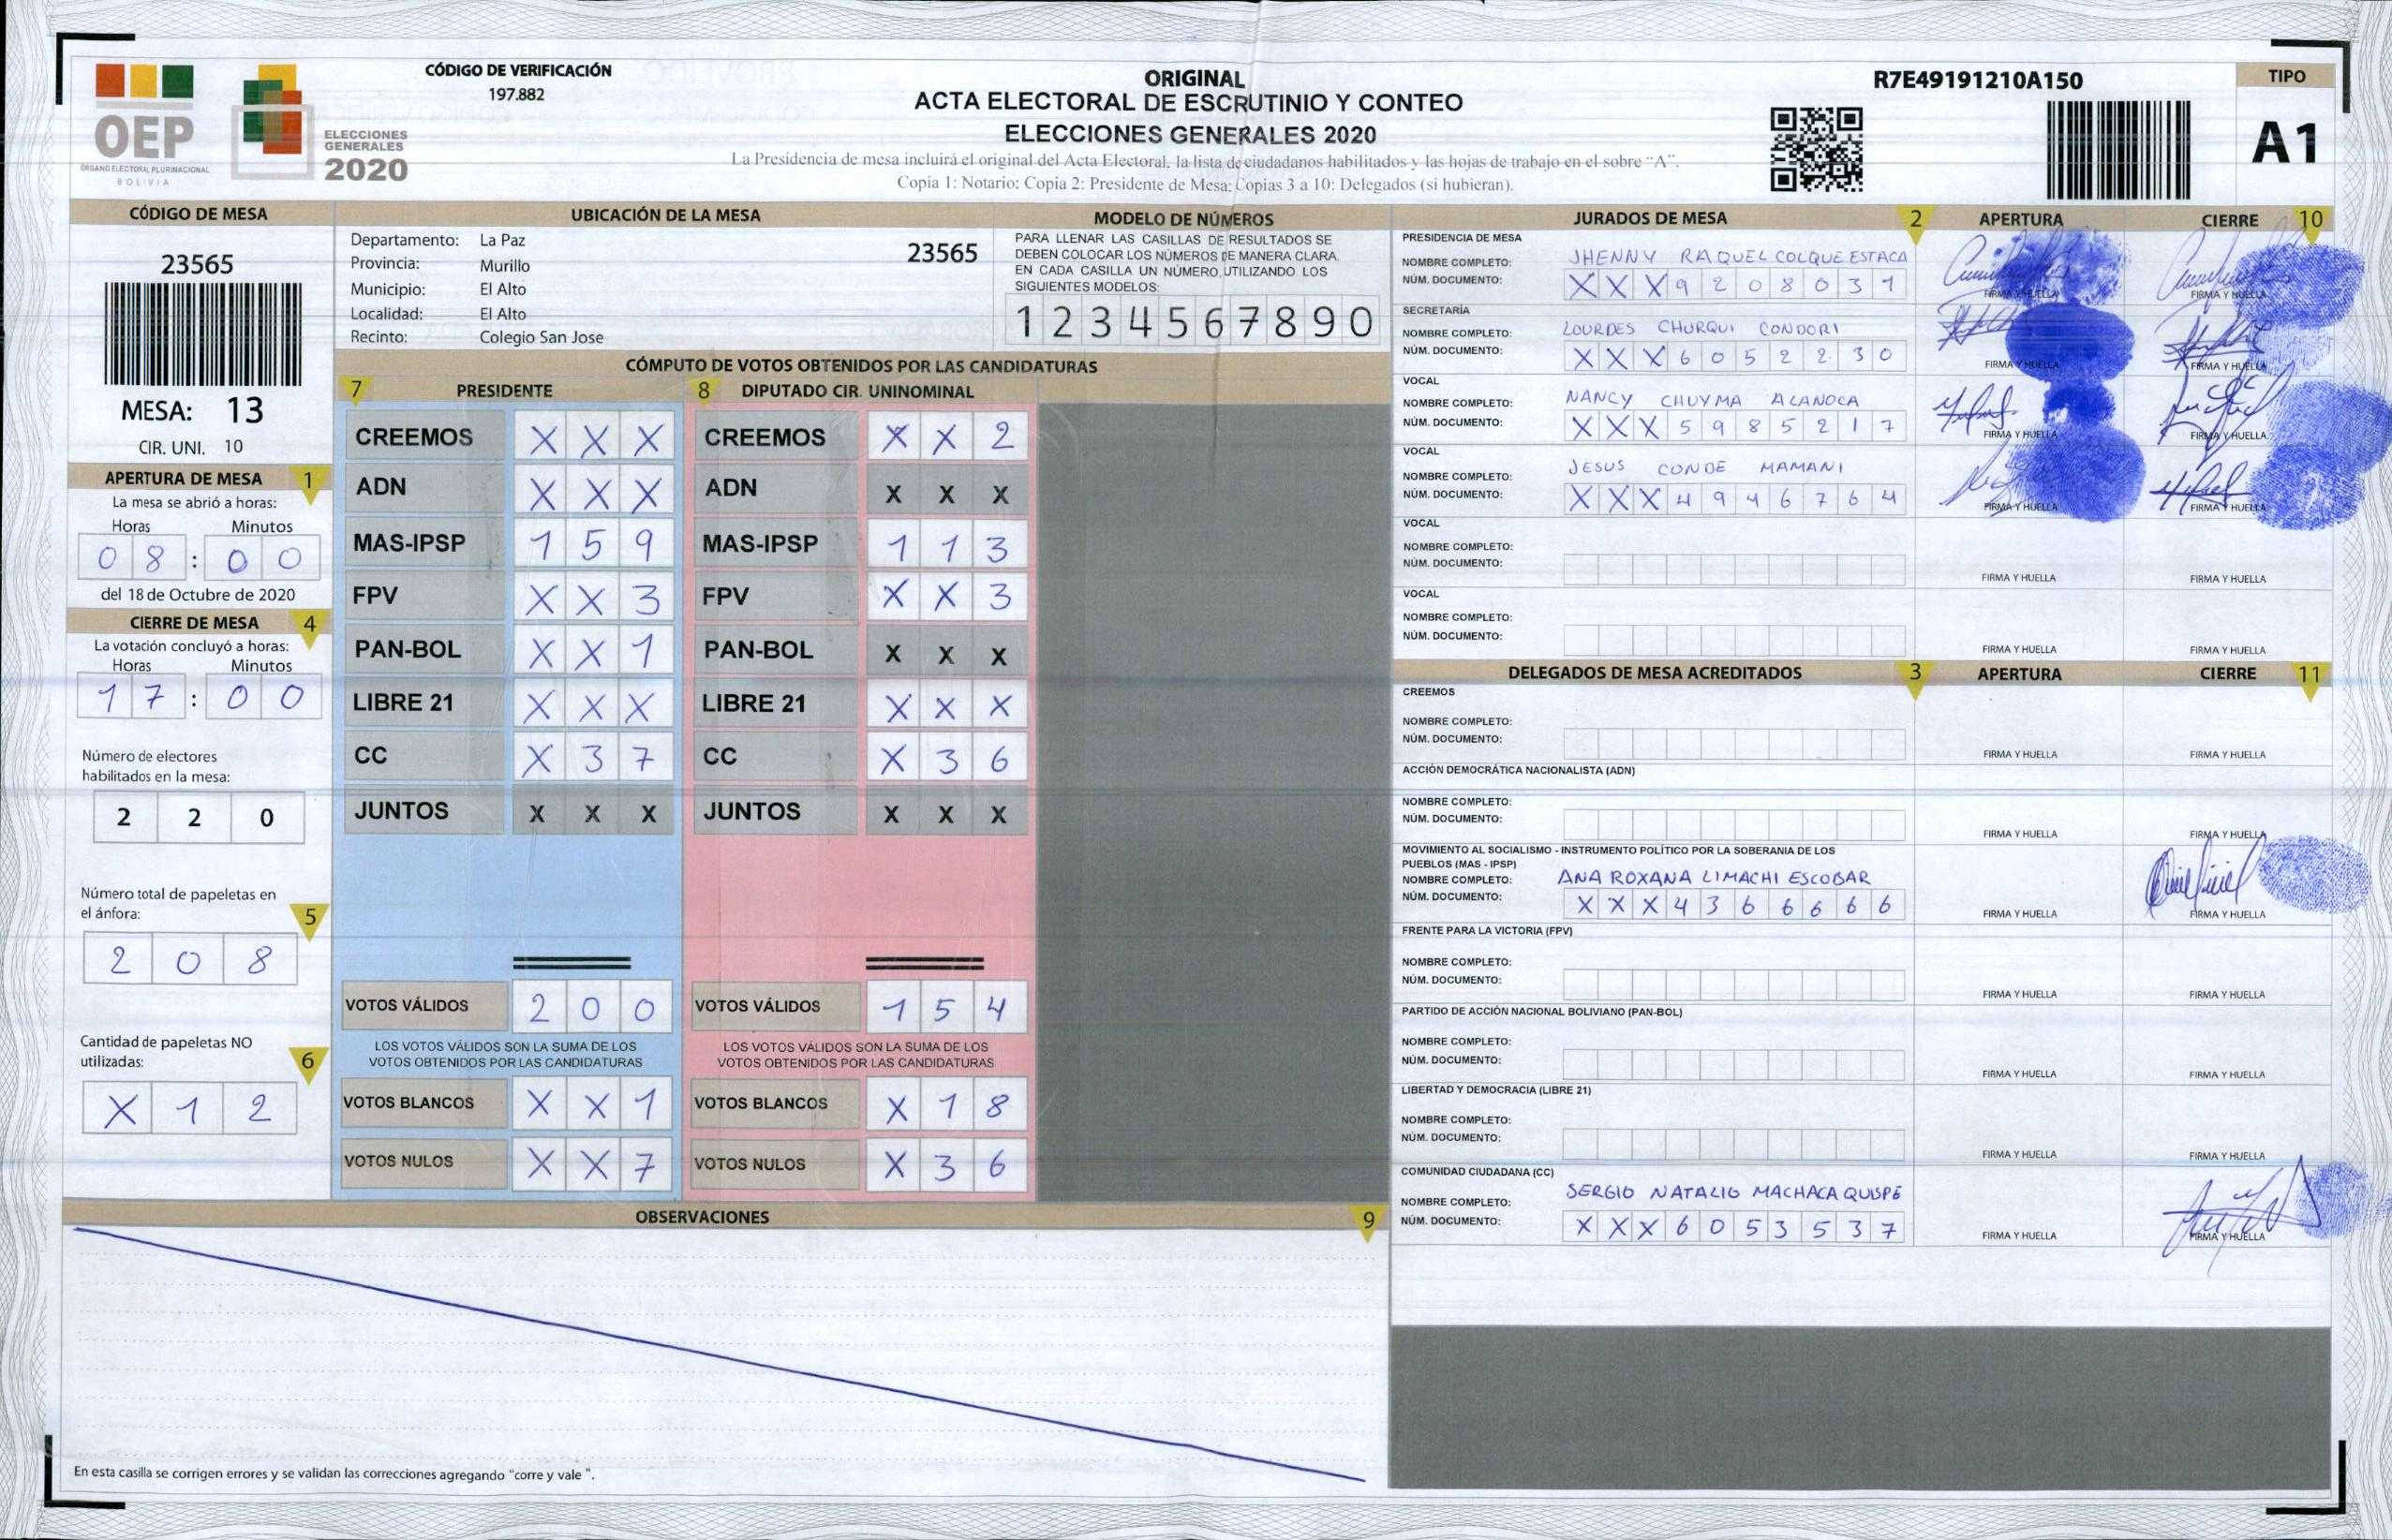 CÓDIGO DE VERIFICACIÓN
197.882
OEP
ÓRGANO ELECTORAL PLURINACIONAL
BOLIVIA
ELECCIONES
GENERALES
2020
ORIGINAL
ACTA ELECTORAL DE ESCRUTINIO Y CONTEO
ELECCIONES GENERALES 2020
La Presidencia de mesa incluirá el original del Acta Electoral, la lista de ciudadanos habilitados y las hojas de trabajo en el sobre "A".
Copia 1: Notario; Copia 2: Presidente de Mesa; Copias 3 a 10: Delegados (si hubieran).
R7E49191210A150
TIPO
A1
CÓDIGO DE MESA
23565
MESA: 13
CIR. UNI. 10
APERTURA DE MESA 1
La mesa se abrió a horas:
Horas Minutos
0 8 : 0 0
del 18 de Octubre de 2020
CIERRE DE MESA 4
La votación concluyó a horas:
Horas Minutos
1 7 : 0 0
Número de electores
habilitados en la mesa:
2 2 0
Número total de papeletas en
el ánfora: 5
2 0 8
Cantidad de papeletas NO
utilizadas: 6
X 1 2
UBICACIÓN DE LA MESA
Departamento: La Paz 23565
Provincia: Murillo
Municipio: El Alto
Localidad: El Alto
Recinto: Colegio San Jose
MODELO DE NÚMEROS
PARA LLENAR LAS CASILLAS DE RESULTADOS SE
DEBEN COLOCAR LOS NÚMEROS DE MANERA CLARA.
EN CADA CASILLA UN NÚMERO, UTILIZANDO LOS
SIGUIENTES MODELOS:
1 2 3 4 5 6 7 8 9 0
CÓMPUTO DE VOTOS OBTENIDOS POR LAS CANDIDATURAS
7 PRESIDENTE 8 DIPUTADO CIR. UNINOMINAL
CREEMOS X X X CREEMOS X X 2
ADN X X X ADN X X X
MAS-IPSP 1 5 9 MAS-IPSP 1 1 3
FPV X X 3 FPV X X 3
PAN-BOL X X 1 PAN-BOL X X X
LIBRE 21 X X X LIBRE 21 X X X
CC X 3 7 CC X 3 6
JUNTOS X X X JUNTOS X X X
VOTOS VÁLIDOS 2 0 0 VOTOS VÁLIDOS 1 5 4
LOS VOTOS VÁLIDOS SON LA SUMA DE LOS LOS VOTOS VÁLIDOS SON LA SUMA DE LOS
VOTOS OBTENIDOS POR LAS CANDIDATURAS VOTOS OBTENIDOS POR LAS CANDIDATURAS
VOTOS BLANCOS X X 1 VOTOS BLANCOS X 1 8
VOTOS NULOS X X 7 VOTOS NULOS X 3 6
OBSERVACIONES 9
En esta casilla se corrigen errores y se validan las correcciones agregando "corre y vale ".
JURADOS DE MESA 2 APERTURA CIERRE 10
PRESIDENCIA DE MESA
NOMBRE COMPLETO: JHENNY RAQUEL COLQUE ESTACA
NÚM. DOCUMENTO: X X X 9 2 0 8 0 3 1 FIRMA Y HUELLA FIRMA Y HUELLA
SECRETARÍA
NOMBRE COMPLETO: LOURDES CHURQUI CONDORI
NÚM. DOCUMENTO: X X X 6 0 5 2 2 3 0 FIRMA Y HUELLA FIRMA Y HUELLA
VOCAL
NOMBRE COMPLETO: NANCY CHUYMA ALANOCA
NÚM. DOCUMENTO: X X X 5 9 8 5 2 1 7 FIRMA Y HUELLA FIRMA Y HUELLA
VOCAL
NOMBRE COMPLETO: JESUS CONDE MAMANI
NÚM. DOCUMENTO: X X X 4 9 4 6 7 6 4 FIRMA Y HUELLA FIRMA Y HUELLA
VOCAL
NOMBRE COMPLETO:
NÚM. DOCUMENTO: FIRMA Y HUELLA FIRMA Y HUELLA
VOCAL
NOMBRE COMPLETO:
NÚM. DOCUMENTO: FIRMA Y HUELLA FIRMA Y HUELLA
DELEGADOS DE MESA ACREDITADOS 3 APERTURA CIERRE 11
CREEMOS
NOMBRE COMPLETO:
NÚM. DOCUMENTO: FIRMA Y HUELLA FIRMA Y HUELLA
ACCIÓN DEMOCRÁTICA NACIONALISTA (ADN)
NOMBRE COMPLETO:
NÚM. DOCUMENTO: FIRMA Y HUELLA FIRMA Y HUELLA
MOVIMIENTO AL SOCIALISMO - INSTRUMENTO POLÍTICO POR LA SOBERANIA DE LOS
PUEBLOS (MAS - IPSP)
NOMBRE COMPLETO: ANA ROXANA LIMACHI ESCOBAR
NÚM. DOCUMENTO: X X X 4 3 6 6 6 6 6 FIRMA Y HUELLA FIRMA Y HUELLA
FRENTE PARA LA VICTORIA (FPV)
NOMBRE COMPLETO:
NÚM. DOCUMENTO: FIRMA Y HUELLA FIRMA Y HUELLA
PARTIDO DE ACCIÓN NACIONAL BOLIVIANO (PAN-BOL)
NOMBRE COMPLETO:
NÚM. DOCUMENTO: FIRMA Y HUELLA FIRMA Y HUELLA
LIBERTAD Y DEMOCRACIA (LIBRE 21)
NOMBRE COMPLETO:
NÚM. DOCUMENTO: FIRMA Y HUELLA FIRMA Y HUELLA
COMUNIDAD CIUDADANA (CC)
NOMBRE COMPLETO: SERGIO NATALIO MACHACA QUISPE
NÚM. DOCUMENTO: X X X 6 0 5 3 5 3 7 FIRMA Y HUELLA FIRMA Y HUELLA